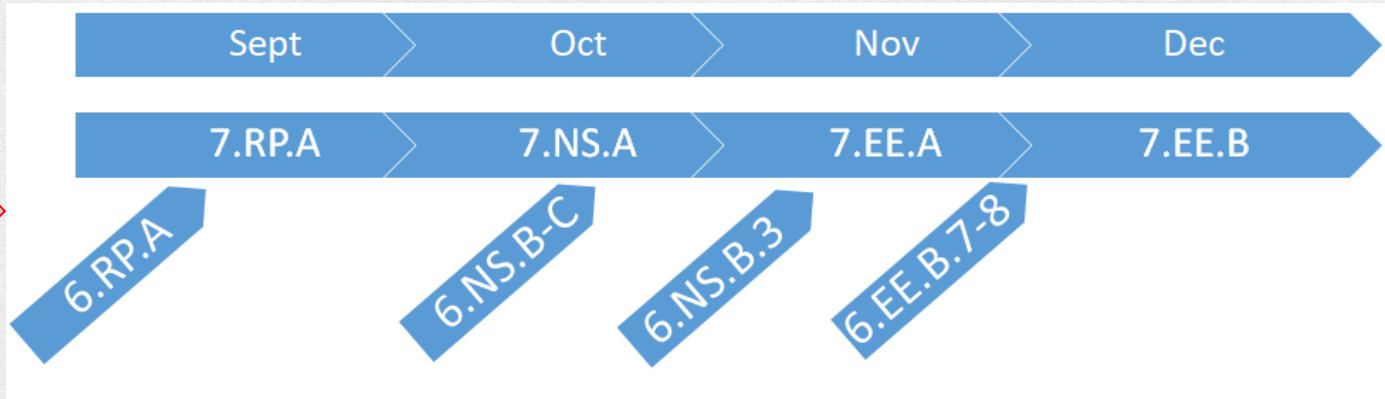 Sept Oct Nov Dec
7.RP.A 7.NS.A 7.EE.A 7.EE.B
6.RP.A 6.NS.B-C 6.NS.B.3 6.EE.B.7-8